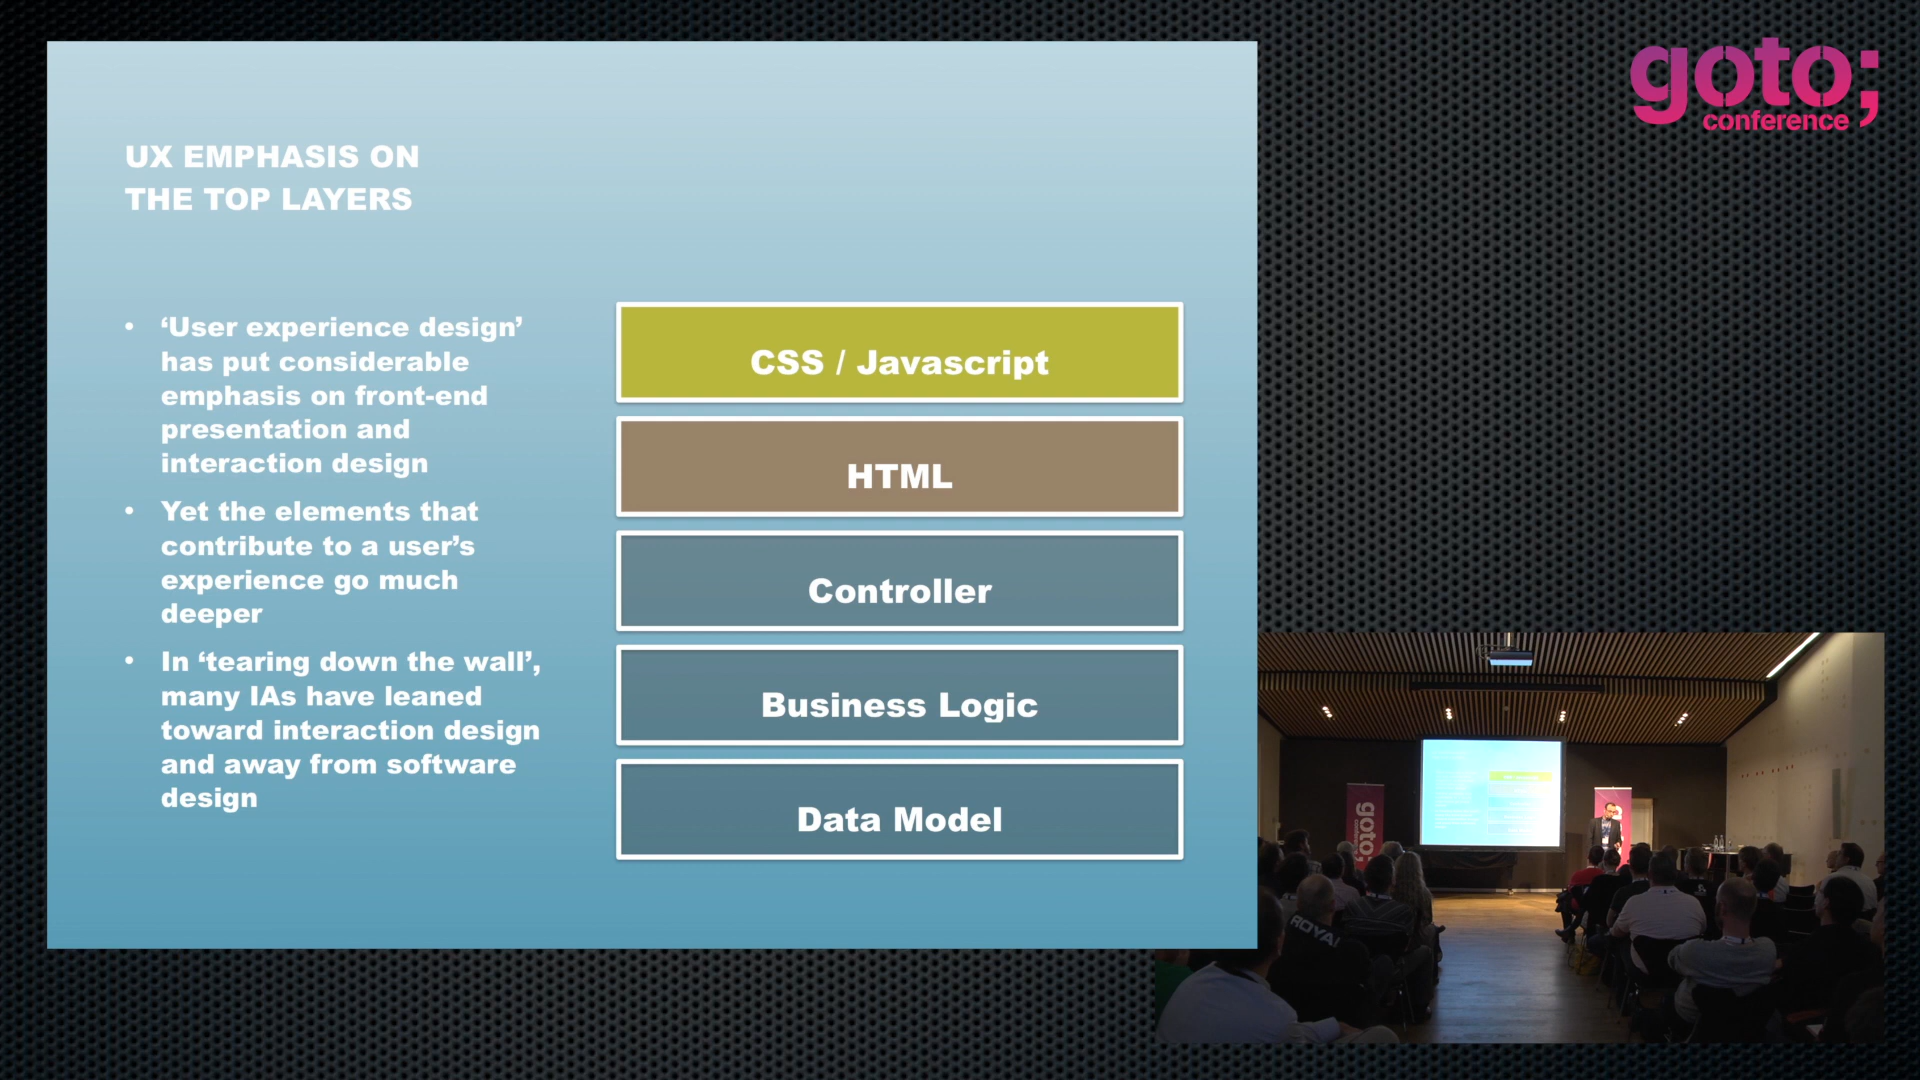 goto;
conference
UX EMPHASIS ON
THE TOP LAYERS
• ‘User experience design’
has put considerable
emphasis on front-end
presentation and
interaction design
• Yet the elements that
contribute to a user’s
experience go much
deeper
• In ‘tearing down the wall’,
many IAs have leaned
toward interaction design
and away from software
design
CSS / Javascript
HTML
Controller
Business Logic
Data Model
goto;
ROYAL